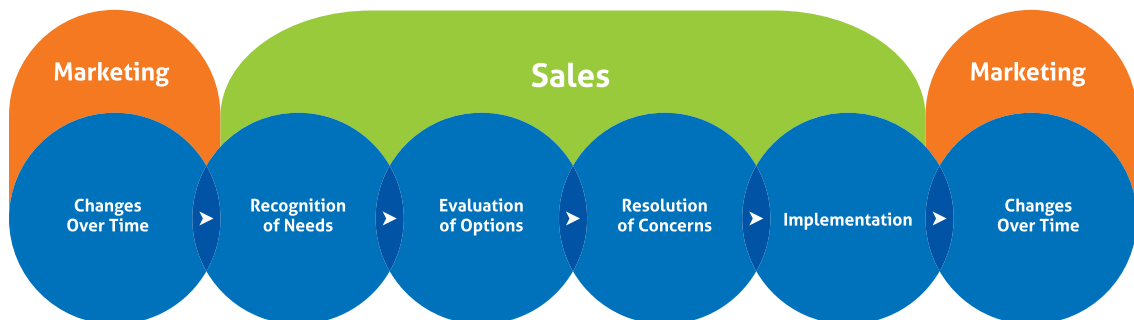 Marketing
Sales
Marketing
Changes
Over Time
Recognition
of Needs
Evaluation
of Options
Resolution
of Concerns
Implementation
Changes
Over Time